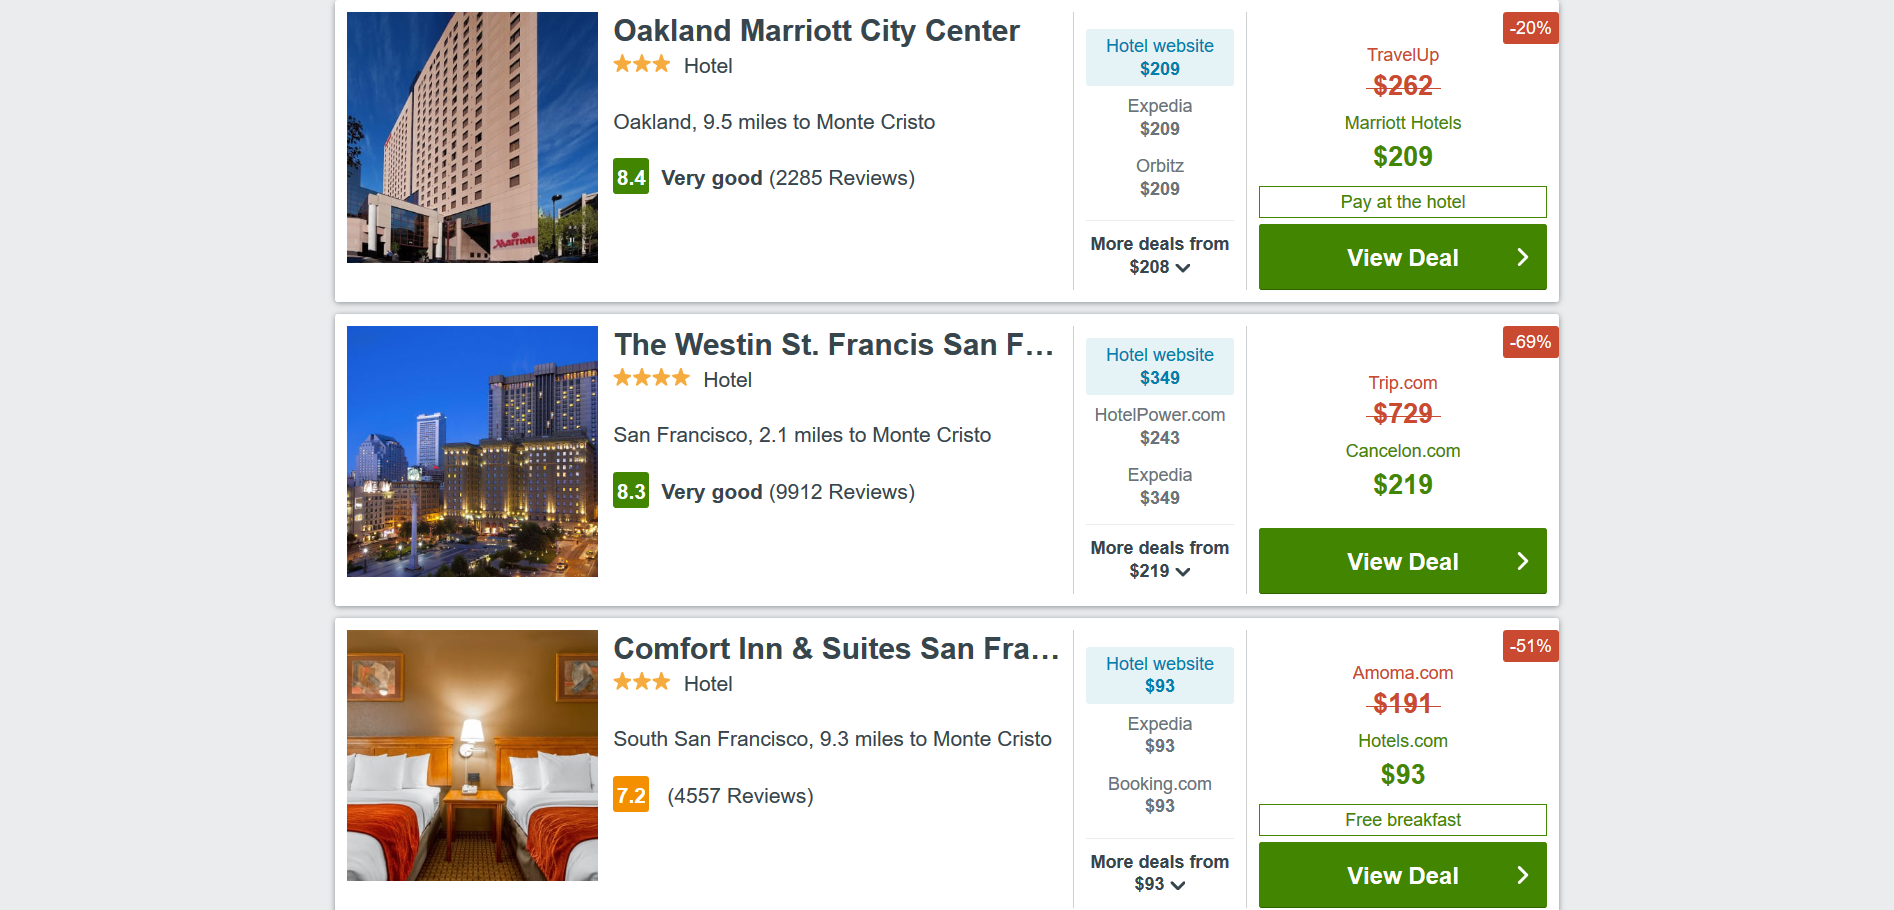 Oakland Marriott City Center
Hotel
Oakland, 9.5 miles to Monte Cristo
8.4 Very good (2285 Reviews)
Marriott
Hotel website
$209
Expedia
$209
Orbitz
$209
More deals from
$208
-20%
TravelUp
$262
Marriott Hotels
$209
Pay at the hotel
View Deal
The Westin St. Francis San F...
Hotel
San Francisco, 2.1 miles to Monte Cristo
8.3 Very good (9912 Reviews)
Hotel website
$349
HotelPower.com
$243
Expedia
$349
More deals from
$219
-69%
Trip.com
$729
Cancelon.com
$219
View Deal
Comfort Inn & Suites San Fra...
Hotel
South San Francisco, 9.3 miles to Monte Cristo
7.2 (4557 Reviews)
Hotel website
$93
Expedia
$93
Booking.com
$93
More deals from
$93
-51%
Amoma.com
$191
Hotels.com
$93
Free breakfast
View Deal